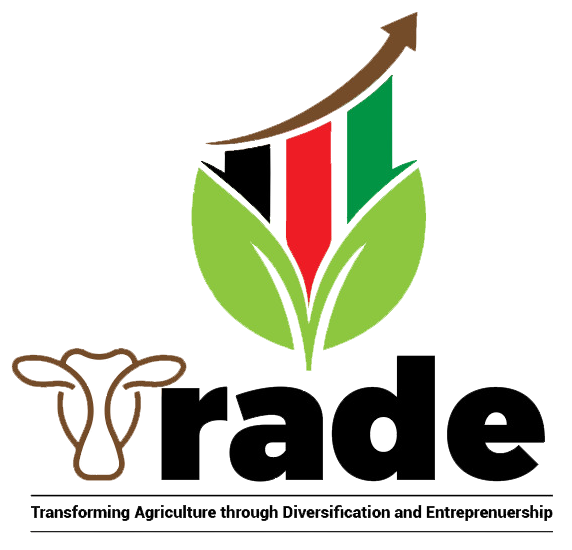 Trade
Transforming Agriculture through Diversification and Entreprenuership